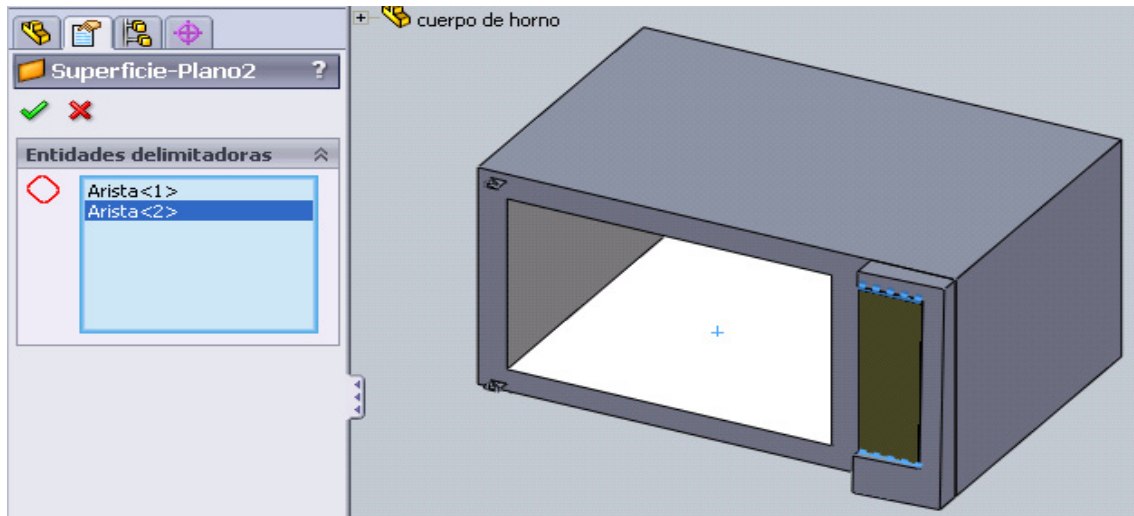 Superficie-Plano2 ?
Entidades delimitadoras
Arista<1>
Arista<2>
cuerpo de horno